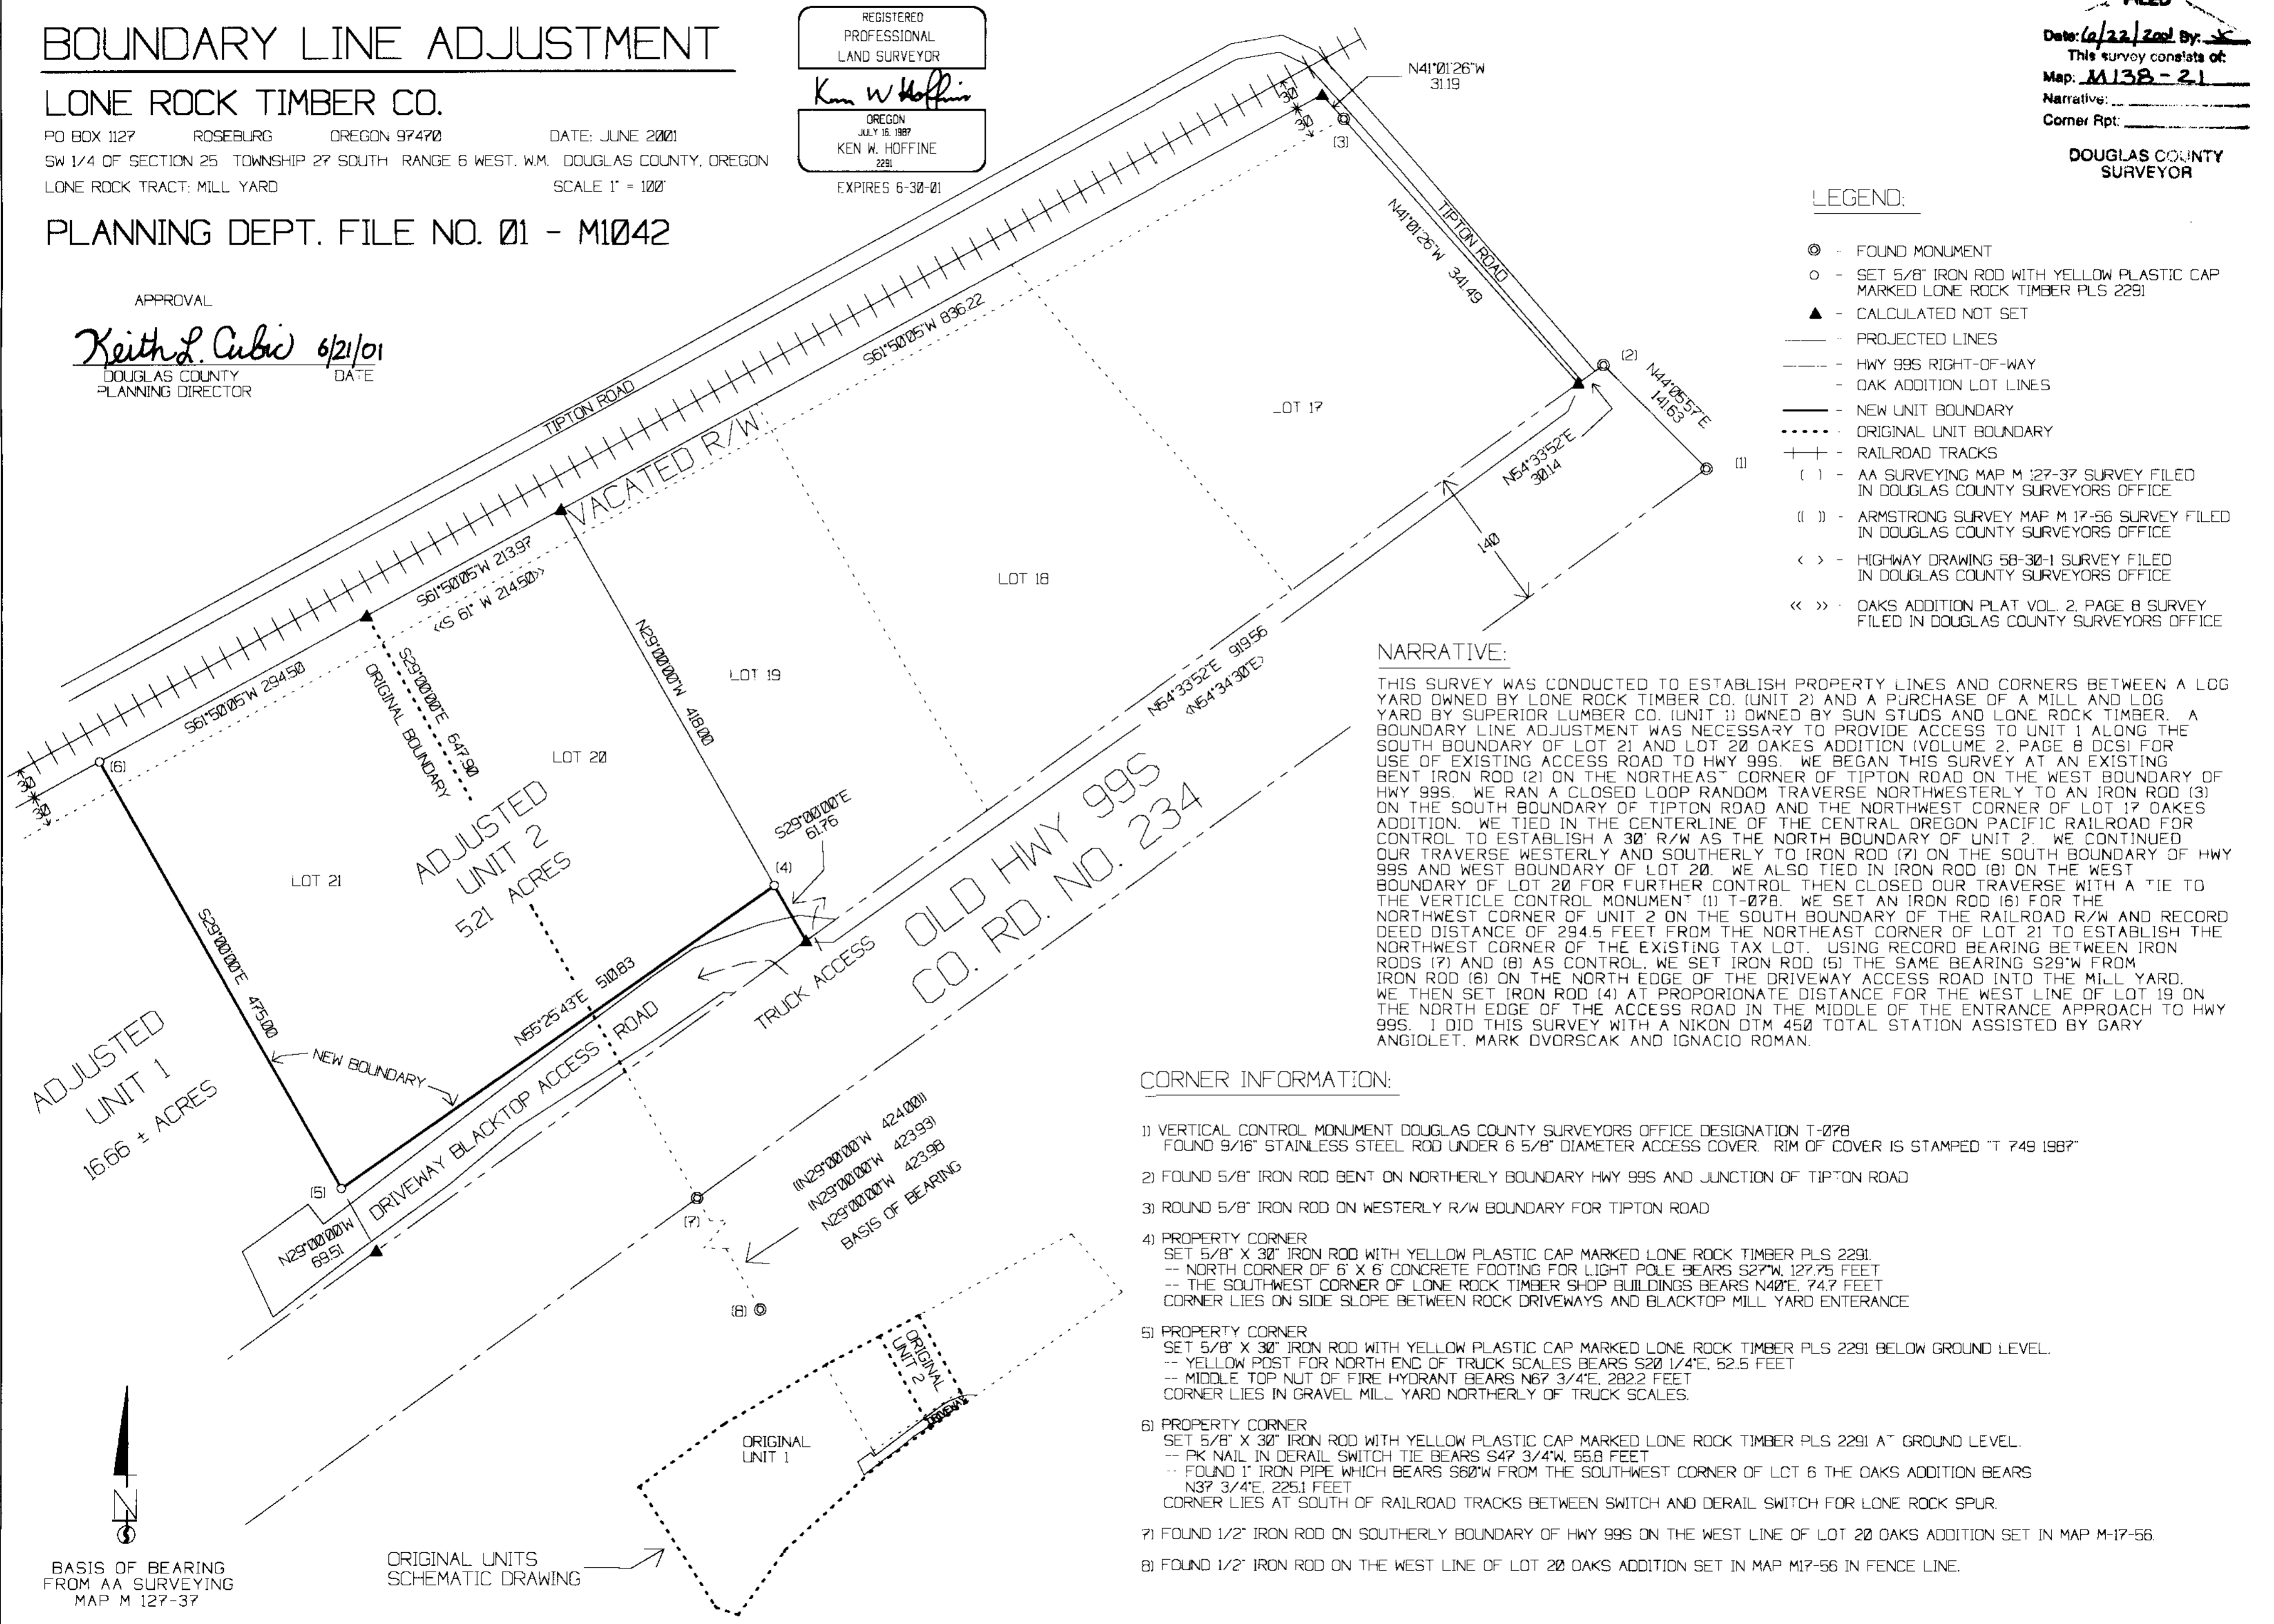 BOUNDARY LINE ADJUSTMENT
LONE ROCK TIMBER CO.
PO BOX 1127 ROSEBURG OREGON 97470 DATE: JUNE 2001
SW 1/4 OF SECTION 25 TOWNSHIP 27 SOUTH RANGE 6 WEST, W.M. DOUGLAS COUNTY, OREGON
LONE ROCK TRACT: MILL YARD SCALE 1" = 100'
PLANNING DEPT. FILE NO. 01 - M1042
APPROVAL
Keith L. Cubic 6/21/01
DOUGLAS COUNTY DATE
PLANNING DIRECTOR
REGISTERED
PROFESSIONAL
LAND SURVEYOR
Ken W Hoffine
OREGON
JULY 16, 1987
KEN W. HOFFINE
2291
EXPIRES 6-30-01
FILED
Date: 6/22/2001 By:
This survey consists of:
Map: M138-21
Narrative:
Corner Rpt:
DOUGLAS COUNTY
SURVEYOR
LEGEND:
- FOUND MONUMENT
- SET 5/8" IRON ROD WITH YELLOW PLASTIC CAP
MARKED LONE ROCK TIMBER PLS 2291
- CALCULATED NOT SET
- PROJECTED LINES
- HWY 99S RIGHT-OF-WAY
- OAK ADDITION LOT LINES
- NEW UNIT BOUNDARY
- ORIGINAL UNIT BOUNDARY
- RAILROAD TRACKS
( ) - AA SURVEYING MAP M 127-37 SURVEY FILED
IN DOUGLAS COUNTY SURVEYORS OFFICE
(( )) - ARMSTRONG SURVEY MAP M 17-56 SURVEY FILED
IN DOUGLAS COUNTY SURVEYORS OFFICE
< > - HIGHWAY DRAWING 5B-30-1 SURVEY FILED
IN DOUGLAS COUNTY SURVEYORS OFFICE
<< >> - OAKS ADDITION PLAT VOL. 2, PAGE 8 SURVEY
FILED IN DOUGLAS COUNTY SURVEYORS OFFICE
N41°01'26"W
31.19
(3)
TIPTON ROAD
N41°01'26"W 341.49
(2)
N44°05'57"E
141.63
(1)
N54°33'52"E
30.14
140
S61°50'05"W 836.22
TIPTON ROAD
VACATED R/W
LOT 17
LOT 18
LOT 19
LOT 20
LOT 21
S61°50'05"W 213.97
<<S 61° W 214.50>>
S61°50'05"W 294.50
(6)
30 30
30 30
S29°00'00"E 647.90
ORIGINAL BOUNDARY
N29°00'00"W 418.00
S29°00'00"E
61.76
(4)
N54°33'52"E 919.56
<N54°34'30"E>
OLD HWY 99S
CO. RD. NO. 234
ADJUSTED
UNIT 2
5.21 ACRES
S29°00'00"E 475.00
N55°25'43"E 510.83
NEW BOUNDARY
DRIVEWAY BLACKTOP ACCESS ROAD
TRUCK ACCESS
ADJUSTED
UNIT 1
16.66 ± ACRES
(5)
N29°00'00"W
69.51
((N29°00'00"W 424.00))
(N29°00'00"W 423.93)
N29°00'00"W 423.98
BASIS OF BEARING
(7)
(8)
ORIGINAL
UNIT 2
DRIVEWAY
ORIGINAL
UNIT 1
ORIGINAL UNITS
SCHEMATIC DRAWING
N
BASIS OF BEARING
FROM AA SURVEYING
MAP M 127-37
NARRATIVE:
THIS SURVEY WAS CONDUCTED TO ESTABLISH PROPERTY LINES AND CORNERS BETWEEN A LOG
YARD OWNED BY LONE ROCK TIMBER CO. (UNIT 2) AND A PURCHASE OF A MILL AND LOG
YARD BY SUPERIOR LUMBER CO. (UNIT 1) OWNED BY SUN STUDS AND LONE ROCK TIMBER. A
BOUNDARY LINE ADJUSTMENT WAS NECESSARY TO PROVIDE ACCESS TO UNIT 1 ALONG THE
SOUTH BOUNDARY OF LOT 21 AND LOT 20 OAKES ADDITION (VOLUME 2, PAGE 8 DCS) FOR
USE OF EXISTING ACCESS ROAD TO HWY 99S. WE BEGAN THIS SURVEY AT AN EXISTING
BENT IRON ROD (2) ON THE NORTHEAST CORNER OF TIPTON ROAD ON THE WEST BOUNDARY OF
HWY 99S. WE RAN A CLOSED LOOP RANDOM TRAVERSE NORTHWESTERLY TO AN IRON ROD (3)
ON THE SOUTH BOUNDARY OF TIPTON ROAD AND THE NORTHWEST CORNER OF LOT 17 OAKES
ADDITION. WE TIED IN THE CENTERLINE OF THE CENTRAL OREGON PACIFIC RAILROAD FOR
CONTROL TO ESTABLISH A 30' R/W AS THE NORTH BOUNDARY OF UNIT 2. WE CONTINUED
OUR TRAVERSE WESTERLY AND SOUTHERLY TO IRON ROD (7) ON THE SOUTH BOUNDARY OF HWY
99S AND WEST BOUNDARY OF LOT 20. WE ALSO TIED IN IRON ROD (8) ON THE WEST
BOUNDARY OF LOT 20 FOR FURTHER CONTROL THEN CLOSED OUR TRAVERSE WITH A TIE TO
THE VERTICLE CONTROL MONUMENT (1) T-078. WE SET AN IRON ROD (6) FOR THE
NORTHWEST CORNER OF UNIT 2 ON THE SOUTH BOUNDARY OF THE RAILROAD R/W AND RECORD
DEED DISTANCE OF 294.5 FEET FROM THE NORTHEAST CORNER OF LOT 21 TO ESTABLISH THE
NORTHWEST CORNER OF THE EXISTING TAX LOT. USING RECORD BEARING BETWEEN IRON
RODS (7) AND (8) AS CONTROL, WE SET IRON ROD (5) THE SAME BEARING S29°W FROM
IRON ROD (6) ON THE NORTH EDGE OF THE DRIVEWAY ACCESS ROAD INTO THE MILL YARD.
WE THEN SET IRON ROD (4) AT PROPORIONATE DISTANCE FOR THE WEST LINE OF LOT 19 ON
THE NORTH EDGE OF THE ACCESS ROAD IN THE MIDDLE OF THE ENTRANCE APPROACH TO HWY
99S. I DID THIS SURVEY WITH A NIKON DTM 450 TOTAL STATION ASSISTED BY GARY
ANGIOLET, MARK DVORSCAK AND IGNACIO ROMAN.
CORNER INFORMATION:
1) VERTICAL CONTROL MONUMENT DOUGLAS COUNTY SURVEYORS OFFICE DESIGNATION T-078
FOUND 9/16" STAINLESS STEEL ROD UNDER 6 5/8" DIAMETER ACCESS COVER. RIM OF COVER IS STAMPED "T 749 1987"
2) FOUND 5/8" IRON ROD BENT ON NORTHERLY BOUNDARY HWY 99S AND JUNCTION OF TIPTON ROAD
3) ROUND 5/8" IRON ROD ON WESTERLY R/W BOUNDARY FOR TIPTON ROAD
4) PROPERTY CORNER
SET 5/8" X 30" IRON ROD WITH YELLOW PLASTIC CAP MARKED LONE ROCK TIMBER PLS 2291.
-- NORTH CORNER OF 6' X 6' CONCRETE FOOTING FOR LIGHT POLE BEARS S27°W, 127.75 FEET
-- THE SOUTHWEST CORNER OF LONE ROCK TIMBER SHOP BUILDINGS BEARS N40°E, 74.7 FEET
CORNER LIES ON SIDE SLOPE BETWEEN ROCK DRIVEWAYS AND BLACKTOP MILL YARD ENTERANCE
5) PROPERTY CORNER
SET 5/8" X 30" IRON ROD WITH YELLOW PLASTIC CAP MARKED LONE ROCK TIMBER PLS 2291 BELOW GROUND LEVEL.
-- YELLOW POST FOR NORTH END OF TRUCK SCALES BEARS S20 1/4°E, 52.5 FEET
-- MIDDLE TOP NUT OF FIRE HYDRANT BEARS N67 3/4°E, 282.2 FEET
CORNER LIES IN GRAVEL MILL YARD NORTHERLY OF TRUCK SCALES.
6) PROPERTY CORNER
SET 5/8" X 30" IRON ROD WITH YELLOW PLASTIC CAP MARKED LONE ROCK TIMBER PLS 2291 AT GROUND LEVEL.
-- PK NAIL IN DERAIL SWITCH TIE BEARS S47 3/4°W, 55.8 FEET
-- FOUND 1" IRON PIPE WHICH BEARS S60°W FROM THE SOUTHWEST CORNER OF LOT 6 THE OAKS ADDITION BEARS
N37 3/4°E, 225.1 FEET
CORNER LIES AT SOUTH OF RAILROAD TRACKS BETWEEN SWITCH AND DERAIL SWITCH FOR LONE ROCK SPUR.
7) FOUND 1/2" IRON ROD ON SOUTHERLY BOUNDARY OF HWY 99S ON THE WEST LINE OF LOT 20 OAKS ADDITION SET IN MAP M-17-56.
8) FOUND 1/2" IRON ROD ON THE WEST LINE OF LOT 20 OAKS ADDITION SET IN MAP M17-56 IN FENCE LINE.